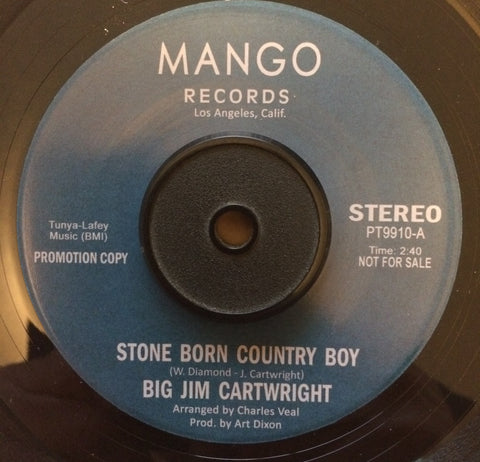 MANGO
RECORDS
Los Angeles, Calif.
Tunya-Lafey
Music (BMI)
PROMOTION COPY
STEREO
PT9910-A
Time: 2:40
NOT FOR SALE
STONE BORN COUNTRY BOY
(W. Diamond - J. Cartwright)
BIG JIM CARTWRIGHT
Arranged by Charles Veal
Prod. by Art Dixon